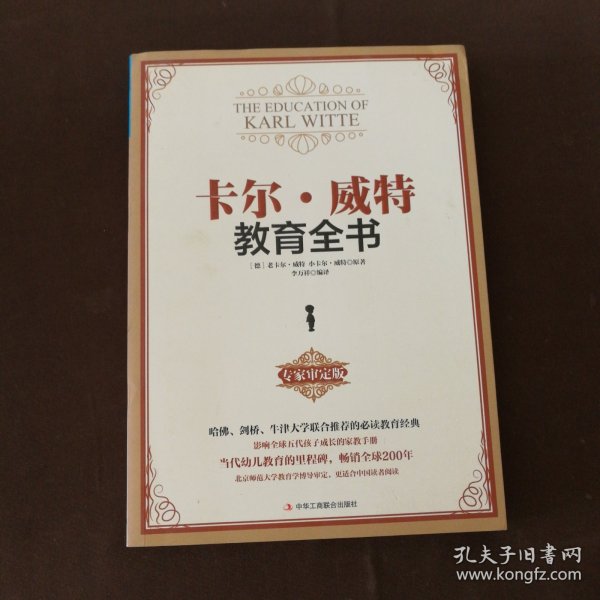 THE EDUCATION OF
KARL WITTE
卡尔·威特
教育全书
[德]老卡尔·威特 小卡尔·威特◎原著
李万祥◎编译
专家审定版
哈佛、剑桥、牛津大学联合推荐的必读教育经典
影响全球五代孩子成长的家教手册
当代幼儿教育的里程碑，畅销全球200年
北京师范大学教育学博导审定，更适合中国读者阅读
中华工商联合出版社
孔夫子旧书网
www.kongfz.com